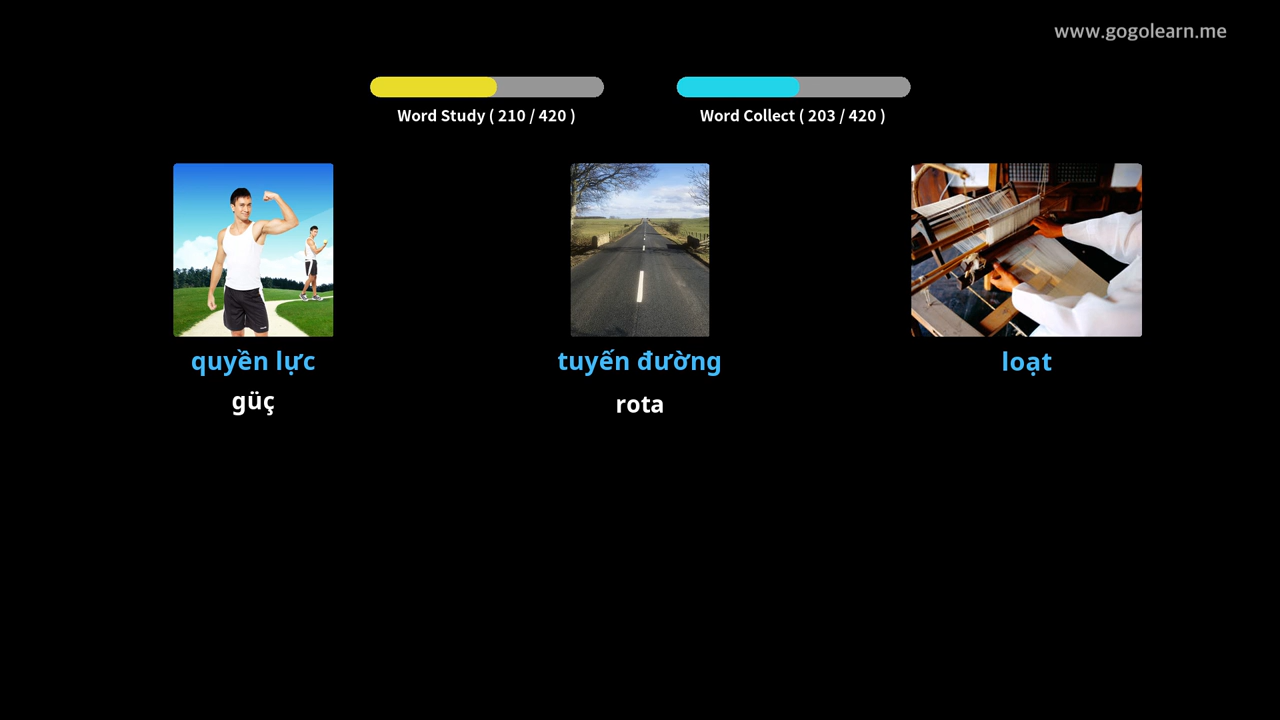 www.gogolearn.me
Word Study ( 210 / 420 )
Word Collect ( 203 / 420 )
quyền lực
tuyến đường
loạt
güç
rota